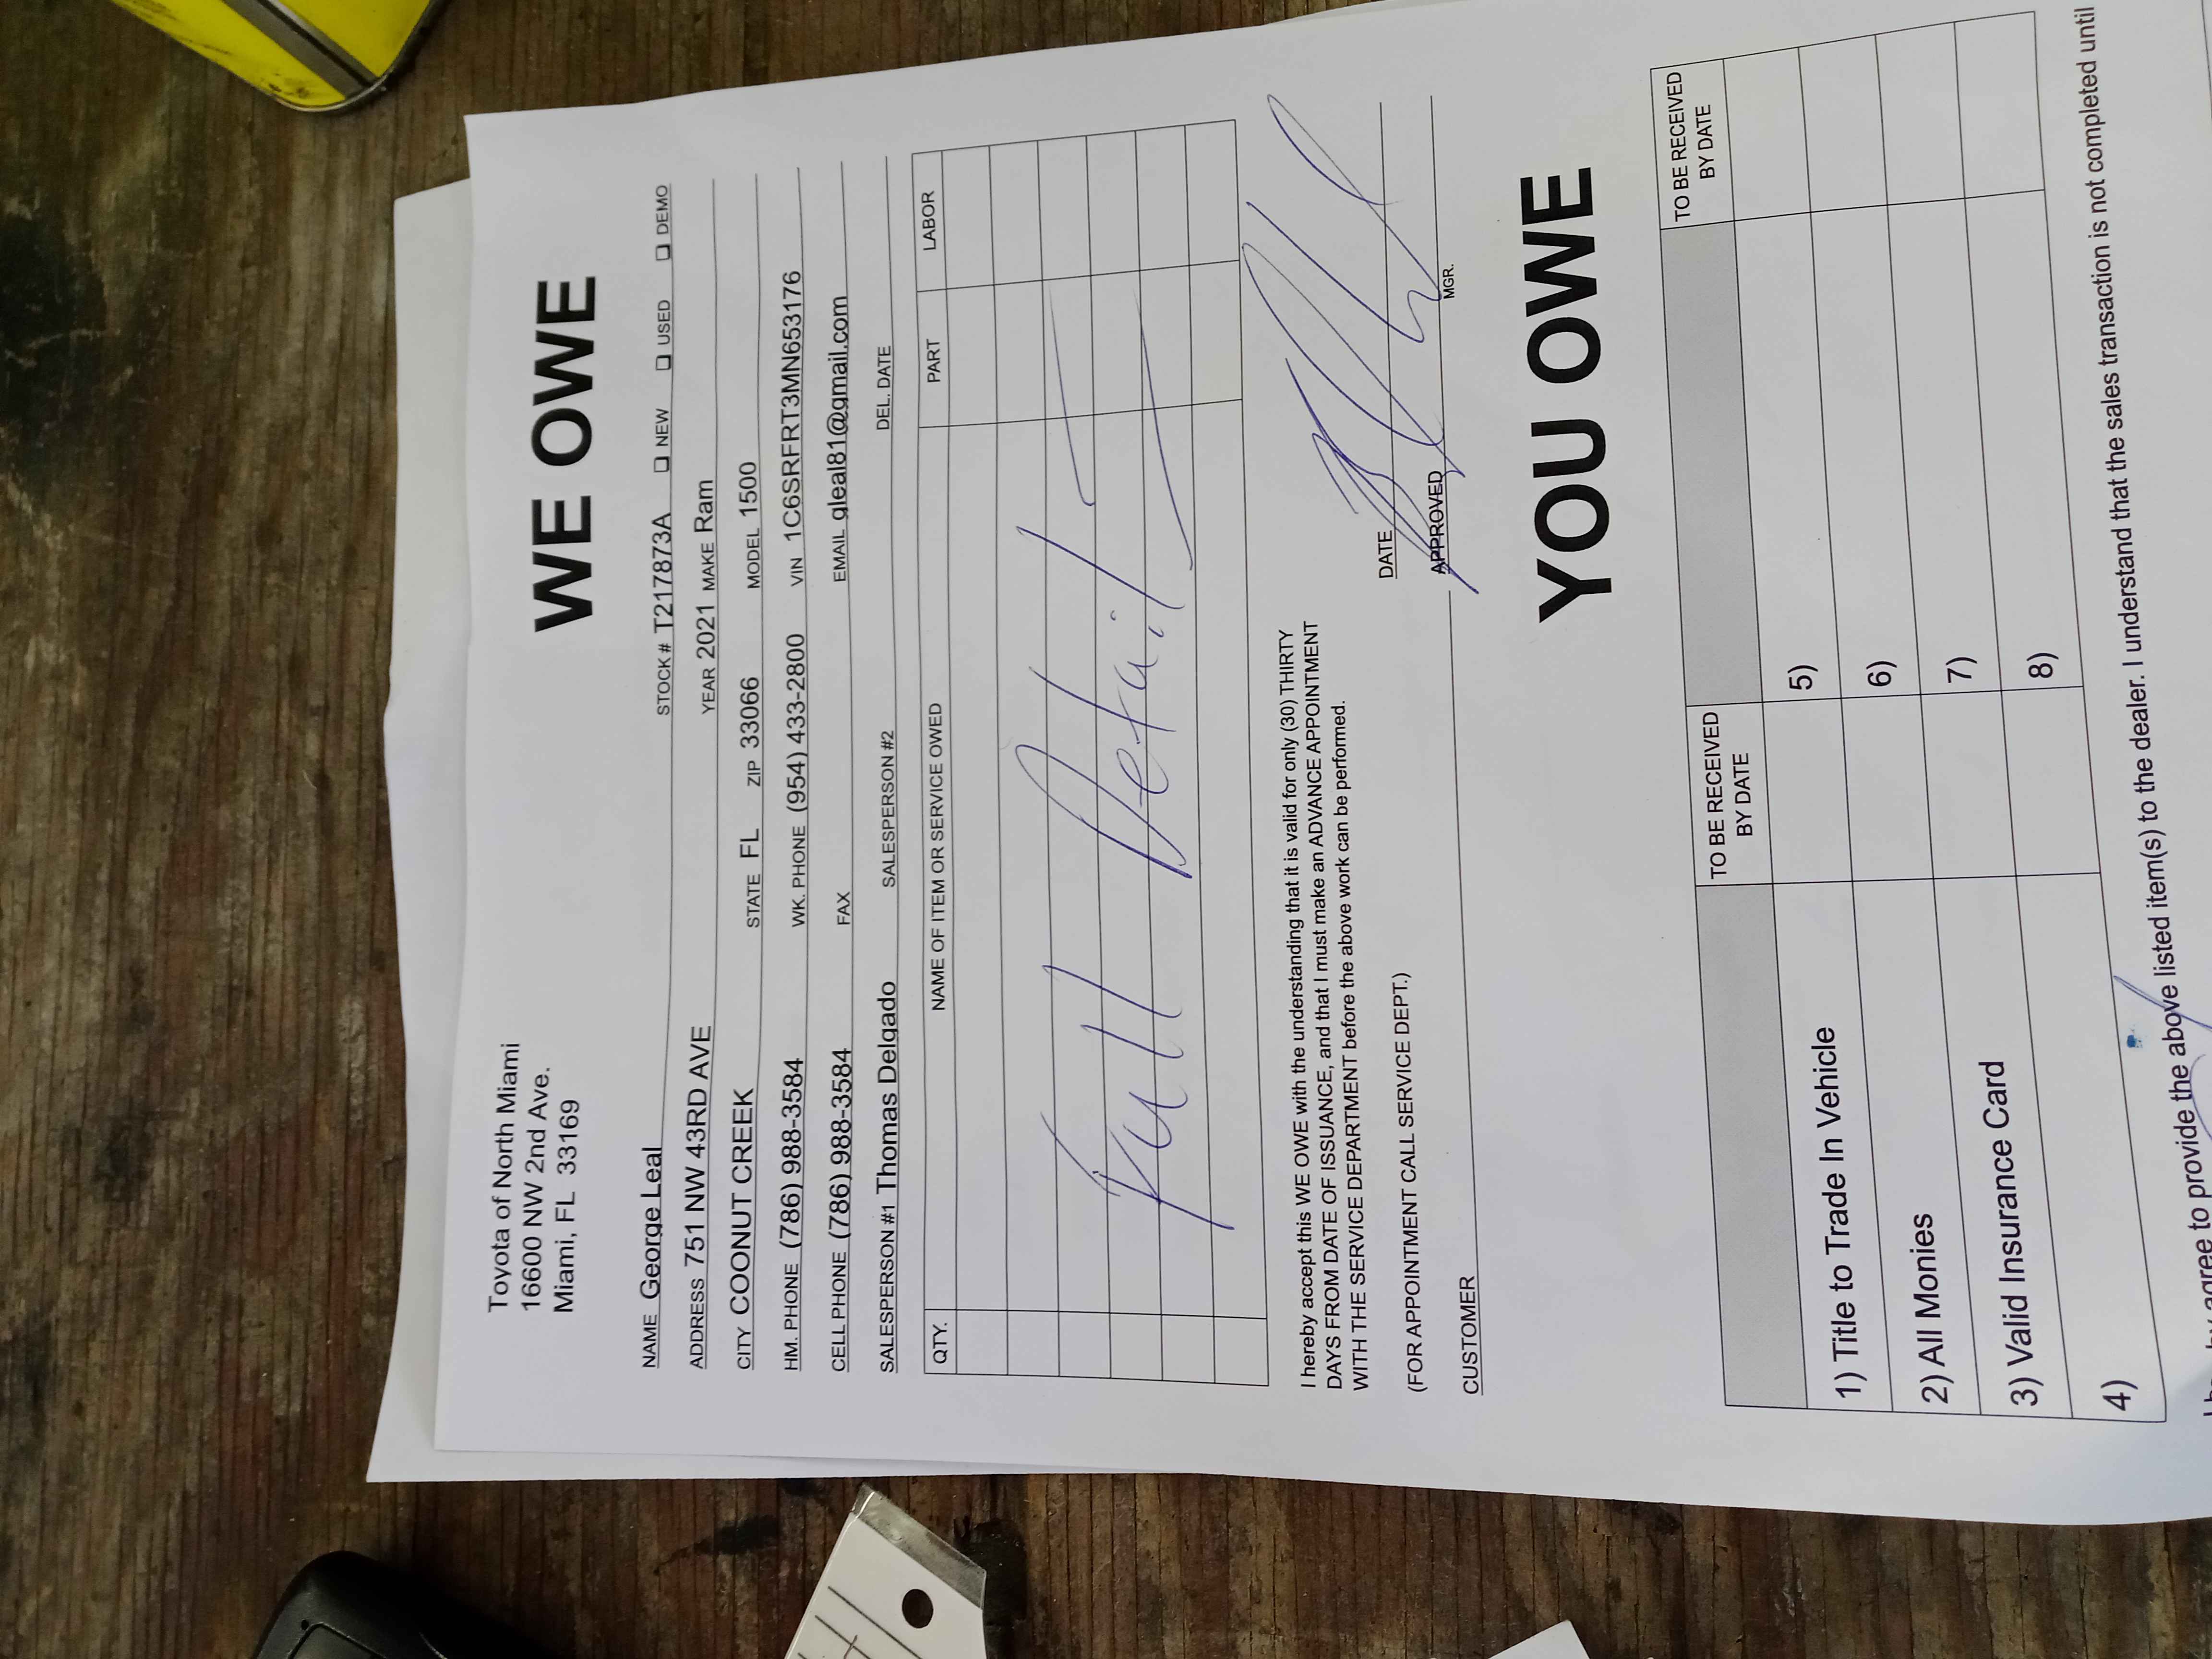 Toyota of North Miami
16600 NW 2nd Ave.
Miami, FL 33169
WE OWE
NAME George Leal STOCK # T217873A ❑ NEW ❑ USED ❑ DEMO
ADDRESS 751 NW 43RD AVE YEAR 2021 MAKE Ram
CITY COONUT CREEK STATE FL ZIP 33066 MODEL 1500
HM. PHONE (786) 988-3584 WK. PHONE (954) 433-2800 VIN 1C6SRFRT3MN653176
CELL PHONE (786) 988-3584 FAX EMAIL gleal81@gmail.com
SALESPERSON #1 Thomas Delgado SALESPERSON #2 DEL. DATE
QTY. NAME OF ITEM OR SERVICE OWED PART LABOR
Full Detail
I hereby accept this WE OWE with the understanding that it is valid for only (30) THIRTY
DAYS FROM DATE OF ISSUANCE, and that I must make an ADVANCE APPOINTMENT
WITH THE SERVICE DEPARTMENT before the above work can be performed.
DATE
(FOR APPOINTMENT CALL SERVICE DEPT.)
CUSTOMER APPROVED MGR.
YOU OWE
TO BE RECEIVED BY DATE TO BE RECEIVED BY DATE
1) Title to Trade In Vehicle 5)
2) All Monies 6)
3) Valid Insurance Card 7)
4) 8)
agree to provide the above listed item(s) to the dealer. I understand that the sales transaction is not completed until